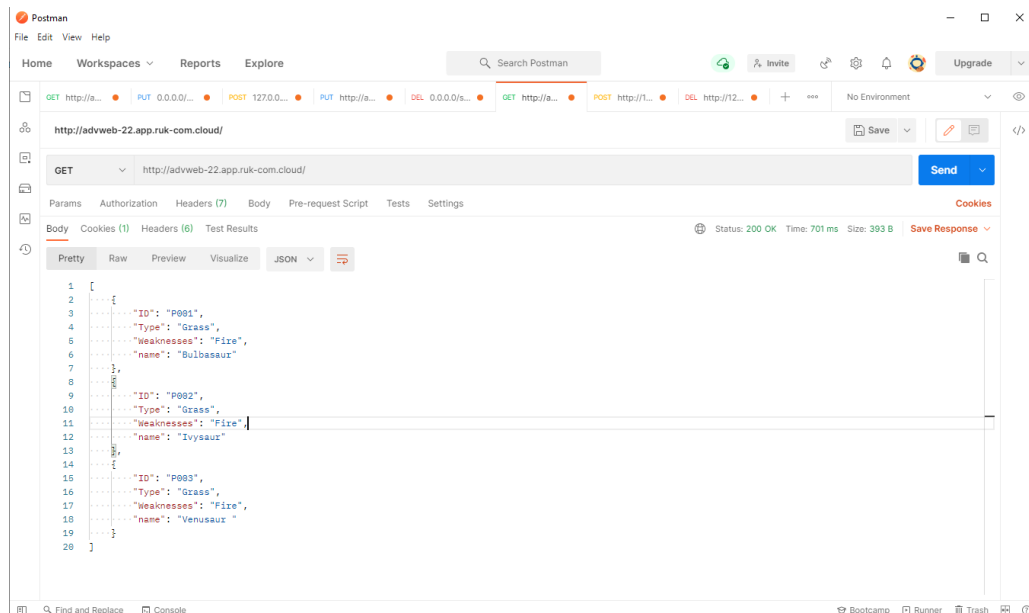 Postman
File Edit View Help
Home Workspaces Reports Explore Search Postman Invite Upgrade
GET http://a... PUT 0.0.0.0/... POST 127.0.0.... PUT http://a... DEL 0.0.0.0/s... GET http://a... POST http://1... DEL http://12... + ooo No Environment
http://advweb-22.app.ruk-com.cloud/ Save
GET http://advweb-22.app.ruk-com.cloud/ Send
Params Authorization Headers (7) Body Pre-request Script Tests Settings Cookies
Body Cookies (1) Headers (6) Test Results Status: 200 OK Time: 701 ms Size: 393 B Save Response
Pretty Raw Preview Visualize JSON
1 [
2 {
3 "ID": "P001",
4 "Type": "Grass",
5 "Weaknesses": "Fire",
6 "name": "Bulbasaur"
7 },
8 {
9 "ID": "P002",
10 "Type": "Grass",
11 "Weaknesses": "Fire",
12 "name": "Ivysaur"
13 },
14 {
15 "ID": "P003",
16 "Type": "Grass",
17 "Weaknesses": "Fire",
18 "name": "Venusaur "
19 }
20 ]
Find and Replace Console Bootcamp Runner Trash